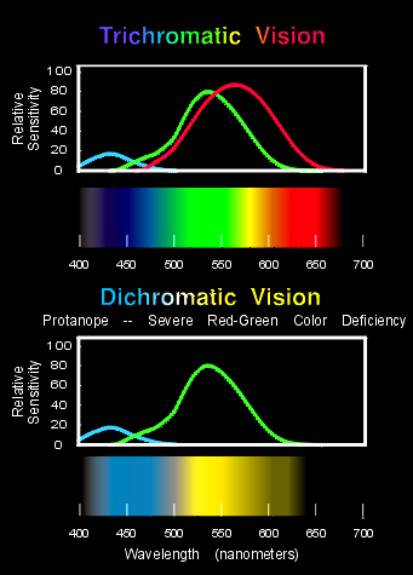 Trichromatic Vision
Relative
Sensitivity
100
80
60
40
20
0
400 450 500 550 600 650 700
Dichromatic Vision
Protanope -- Severe Red-Green Color Deficiency
Relative
Sensitivity
100
80
60
40
20
0
400 450 500 550 600 650 700
Wavelength (nanometers)